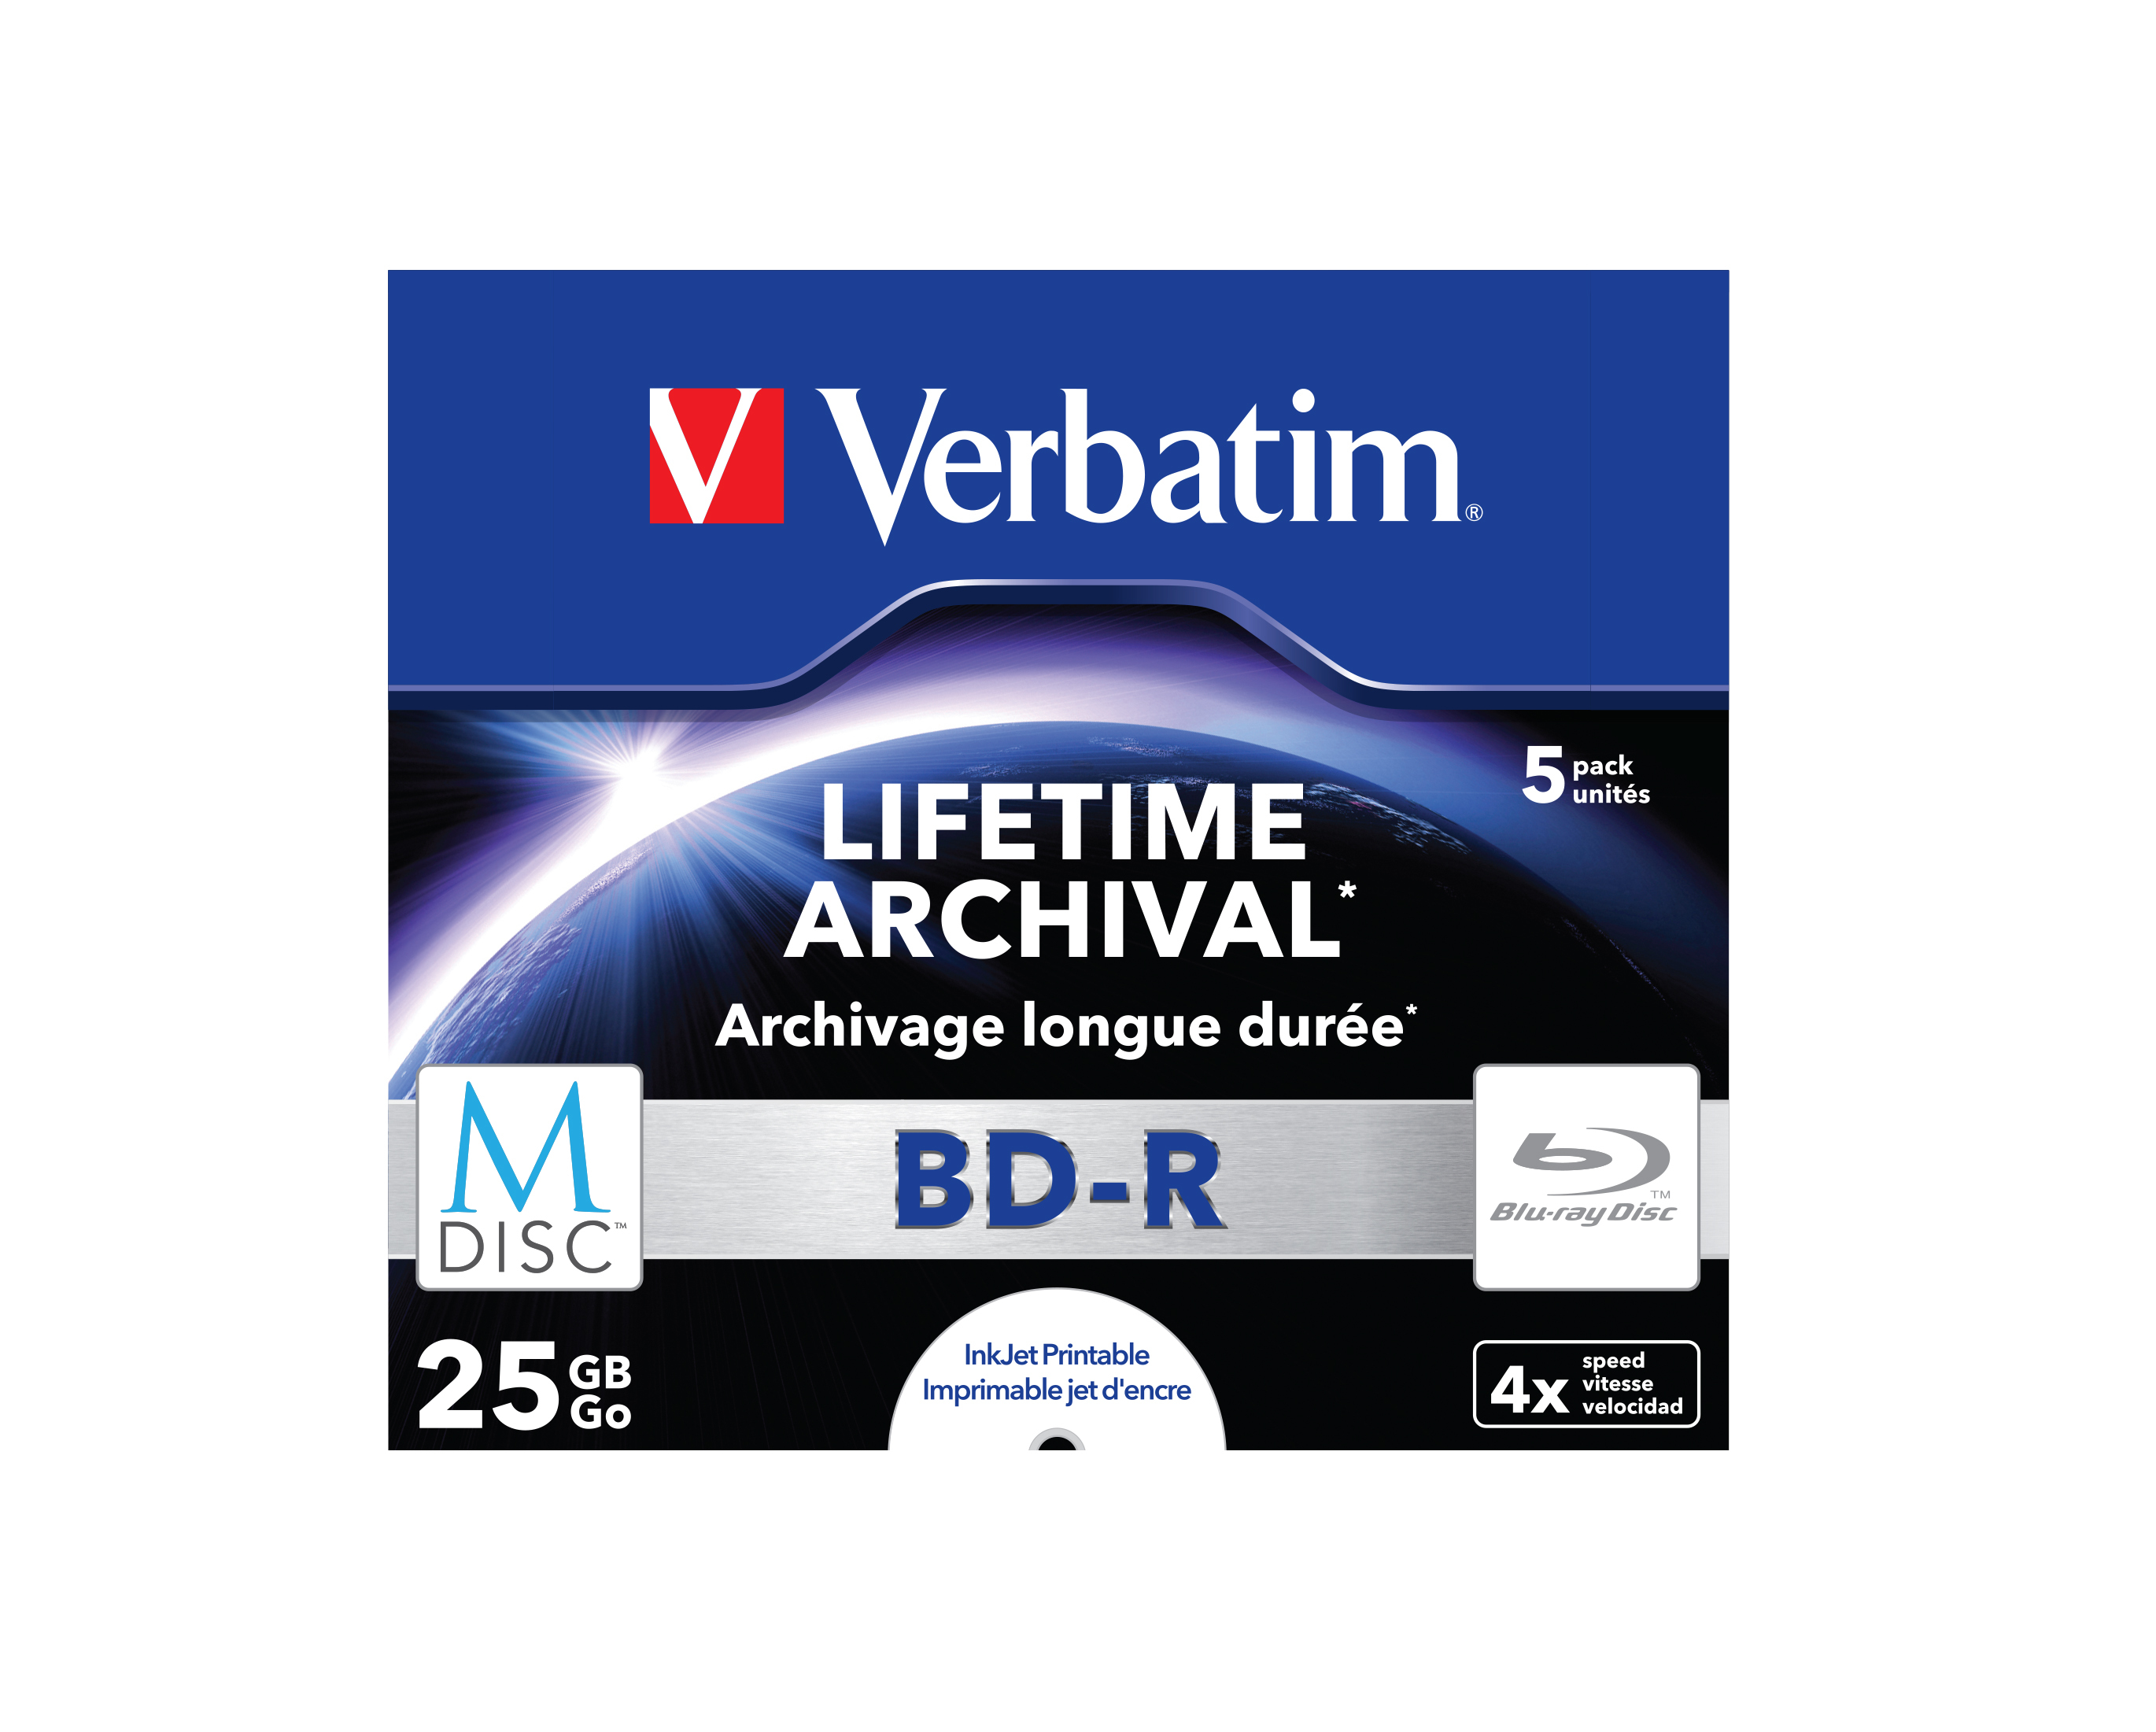 V Verbatim®
5 pack
unités
LIFETIME
ARCHIVAL*
Archivage longue durée*
M
DISC™
BD-R
Blu-ray Disc™
25 GB
Go
InkJet Printable
Imprimable jet d'encre
4x speed
vitesse
velocidad